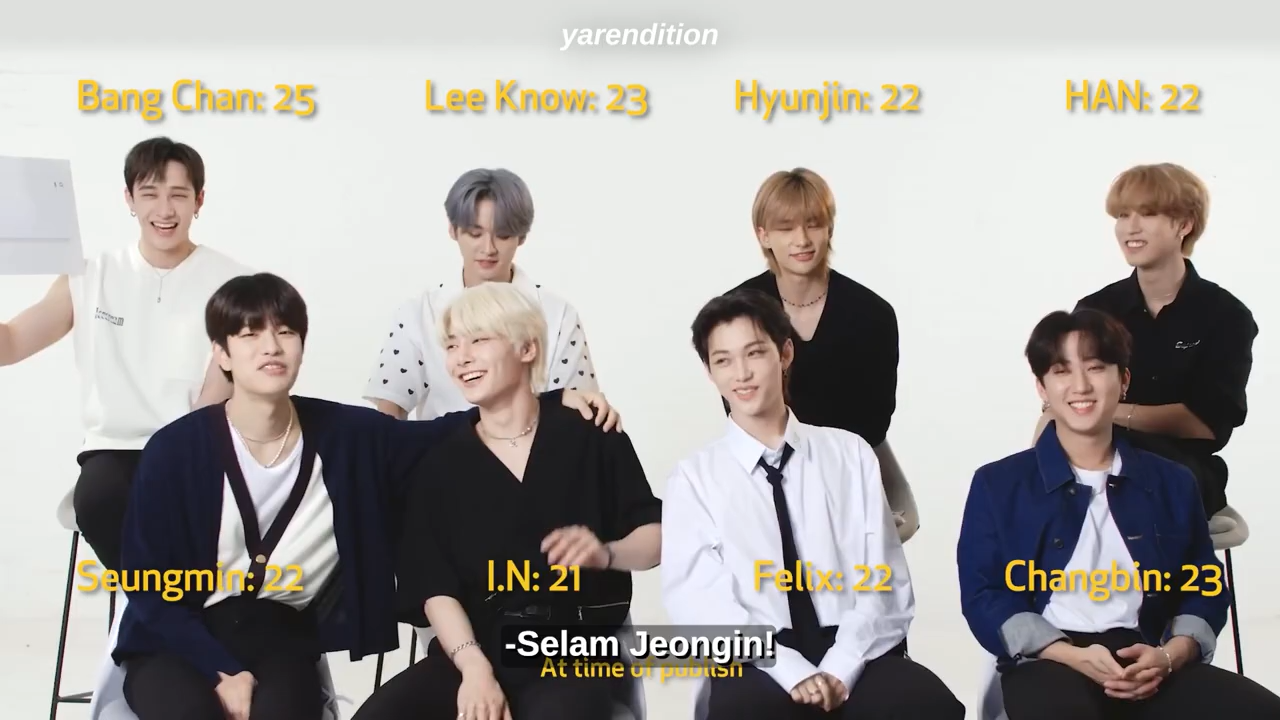 yarendition
Bang Chan: 25
Lee Know: 23
Hyunjin: 22
HAN: 22
Seungmin: 22
I.N: 21
Felix: 22
Changbin: 23
-Selam Jeongin!
At time of publish